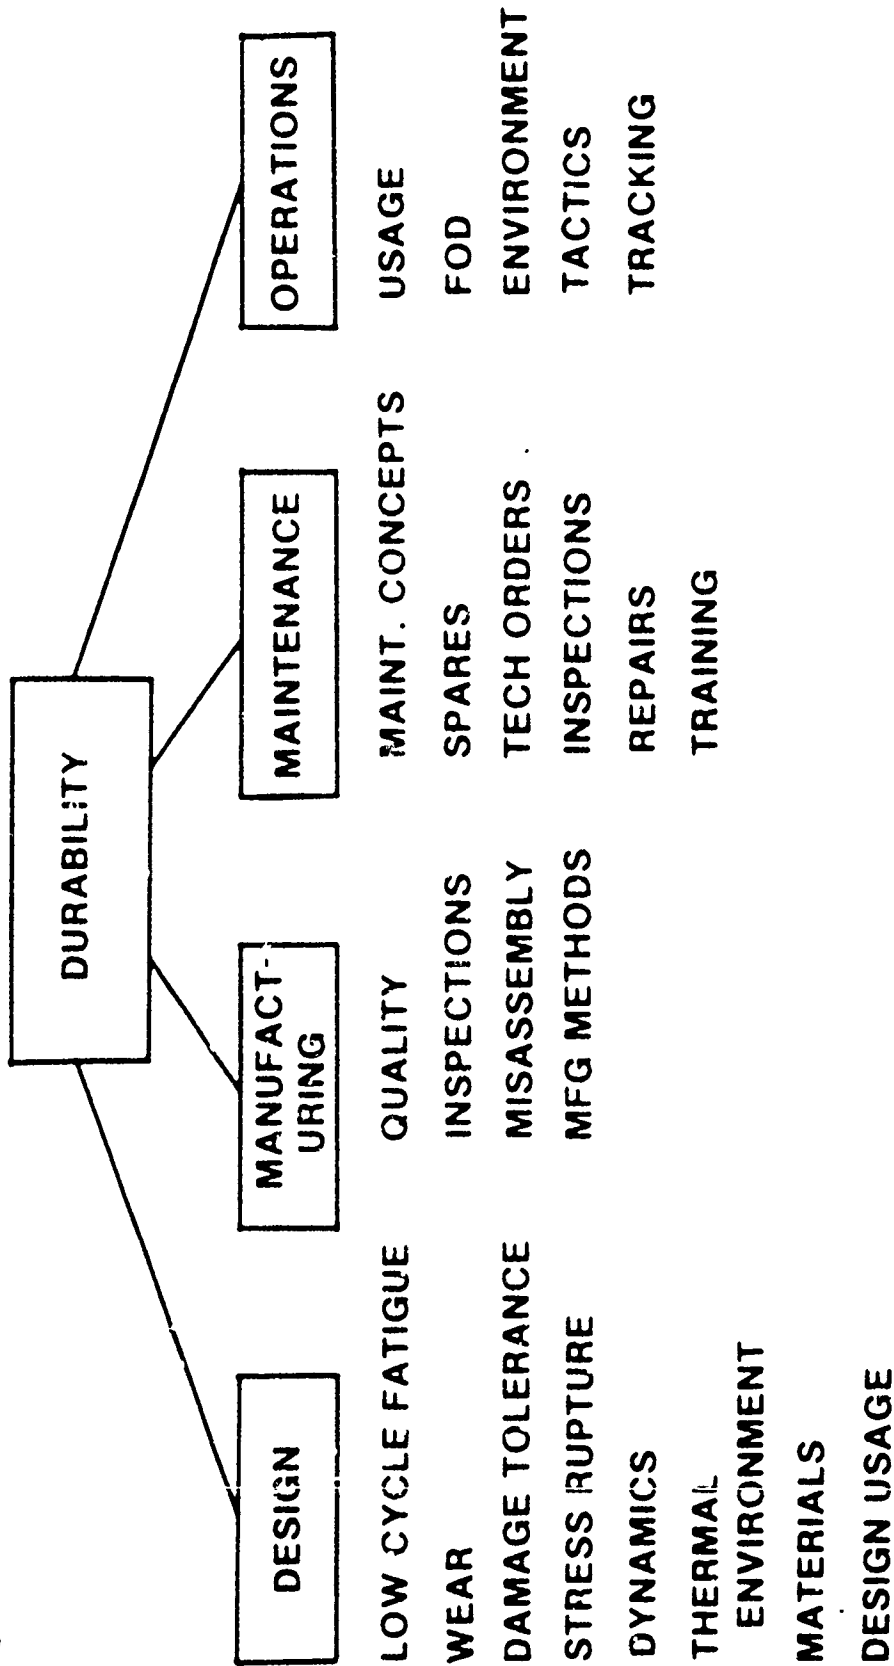 DURABILITY
DESIGN
LOW CYCLE FATIGUE
WEAR
DAMAGE TOLERANCE
STRESS RUPTURE
DYNAMICS
THERMAL
ENVIRONMENT
MATERIALS
DESIGN USAGE
MANUFACT-
URING
QUALITY
INSPECTIONS
MISASSEMBLY
MFG METHODS
MAINTENANCE
MAINT. CONCEPTS
SPARES
TECH ORDERS
INSPECTIONS
REPAIRS
TRAINING
OPERATIONS
USAGE
FOD
ENVIRONMENT
TACTICS
TRACKING